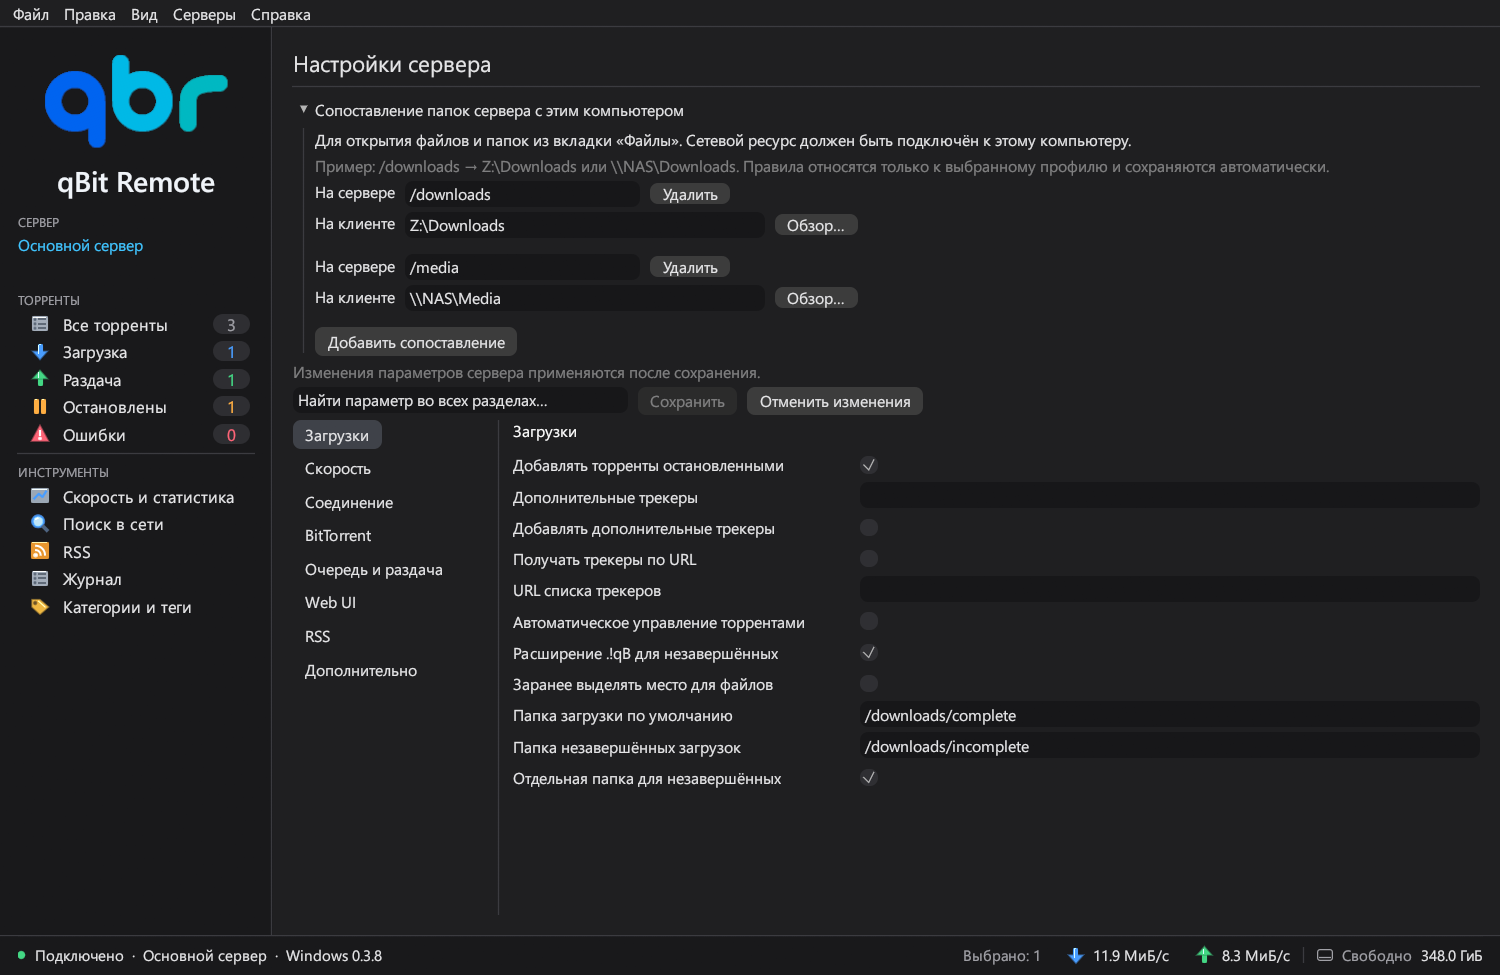 Файл Правка Вид Серверы Справка
qbr
qBit Remote
СЕРВЕР
Основной сервер
ТОРРЕНТЫ
Все торренты 3
Загрузка 1
Раздача 1
Остановлены 1
Ошибки 0
ИНСТРУМЕНТЫ
Скорость и статистика
Поиск в сети
RSS
Журнал
Категории и теги
Настройки сервера
Сопоставление папок сервера с этим компьютером
Для открытия файлов и папок из вкладки «Файлы». Сетевой ресурс должен быть подключён к этому компьютеру.
Пример: /downloads → Z:\Downloads или \\NAS\Downloads. Правила относятся только к выбранному профилю и сохраняются автоматически.
На сервере /downloads Удалить
На клиенте Z:\Downloads Обзор...
На сервере /media Удалить
На клиенте \\NAS\Media Обзор...
Добавить сопоставление
Изменения параметров сервера применяются после сохранения.
Найти параметр во всех разделах... Сохранить Отменить изменения
Загрузки
Скорость
Соединение
BitTorrent
Очередь и раздача
Web UI
RSS
Дополнительно
Загрузки
Добавлять торренты остановленными
Дополнительные трекеры
Добавлять дополнительные трекеры
Получать трекеры по URL
URL списка трекеров
Автоматическое управление торрентами
Расширение .!qB для незавершённых
Заранее выделять место для файлов
Папка загрузки по умолчанию /downloads/complete
Папка незавершённых загрузок /downloads/incomplete
Отдельная папка для незавершённых
Подключено · Основной сервер · Windows 0.3.8 Выбрано: 1 11.9 МиБ/с 8.3 МиБ/с Свободно 348.0 ГиБ